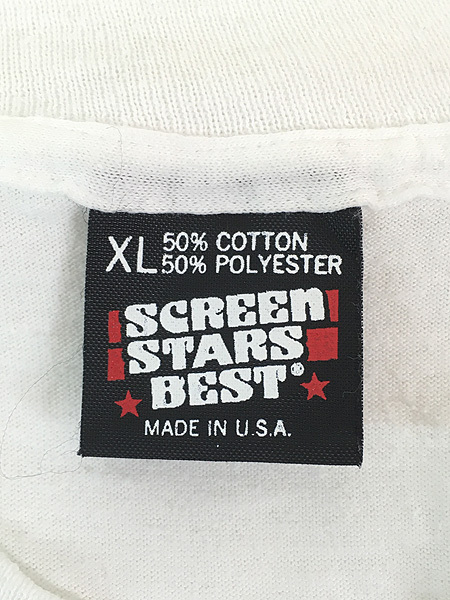 XL 50% COTTON
50% POLYESTER
SCREEN
STARS
BEST®
MADE IN U.S.A.